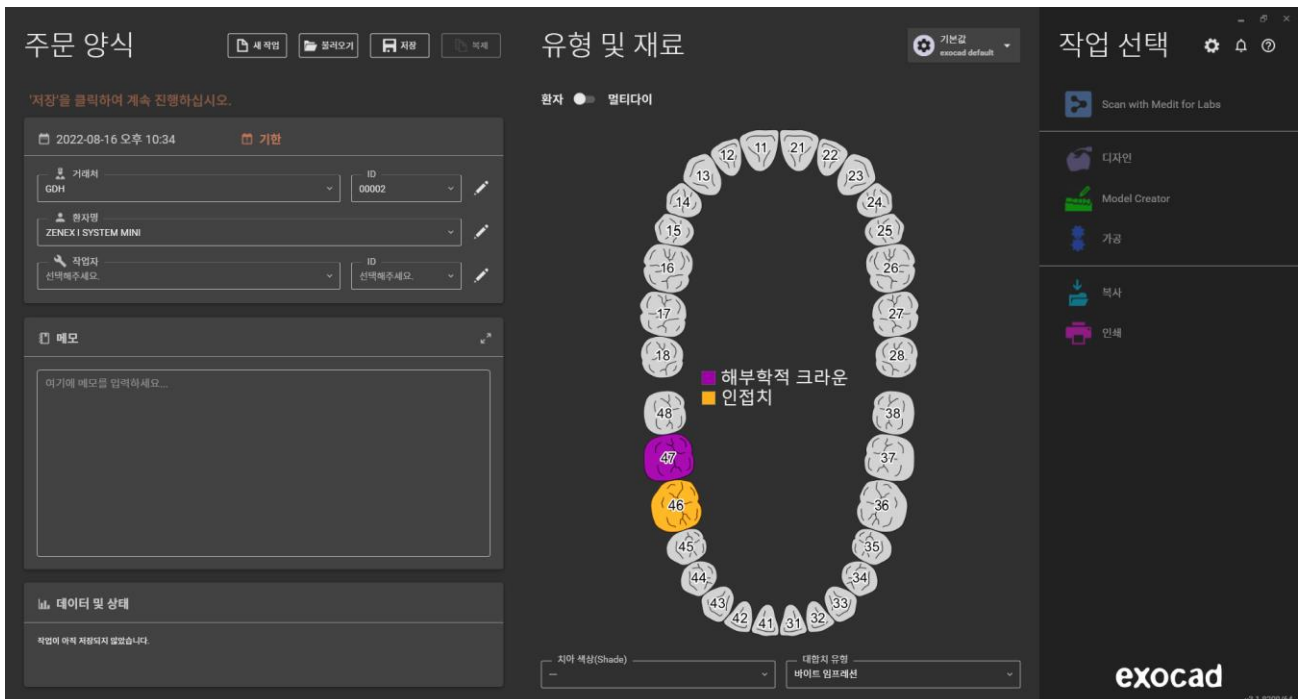 주문 양식
새 작업
불러오기
저장
복제
'저장'을 클릭하여 계속 진행하십시오.
2022-08-16 오후 10:34
기한
거래처
GDH
ID
00002
환자명
ZENEX I SYSTEM MINI
작업자
선택해주세요.
ID
선택해주세요.
메모
여기에 메모를 입력하세요...
데이터 및 상태
작업이 아직 저장되지 않았습니다.
유형 및 재료
기본값
exocad default
환자
멀티다이
11
21
12
22
13
23
14
24
15
25
16
26
17
27
18
28
해부학적 크라운
인접치
48
38
47
37
46
36
45
35
44
34
43
33
42
41
31
32
치아 색상(Shade)
—
대합치 유형
바이트 임프레션
작업 선택
Scan with Medit for Labs
디자인
Model Creator
가공
복사
인쇄
exocad